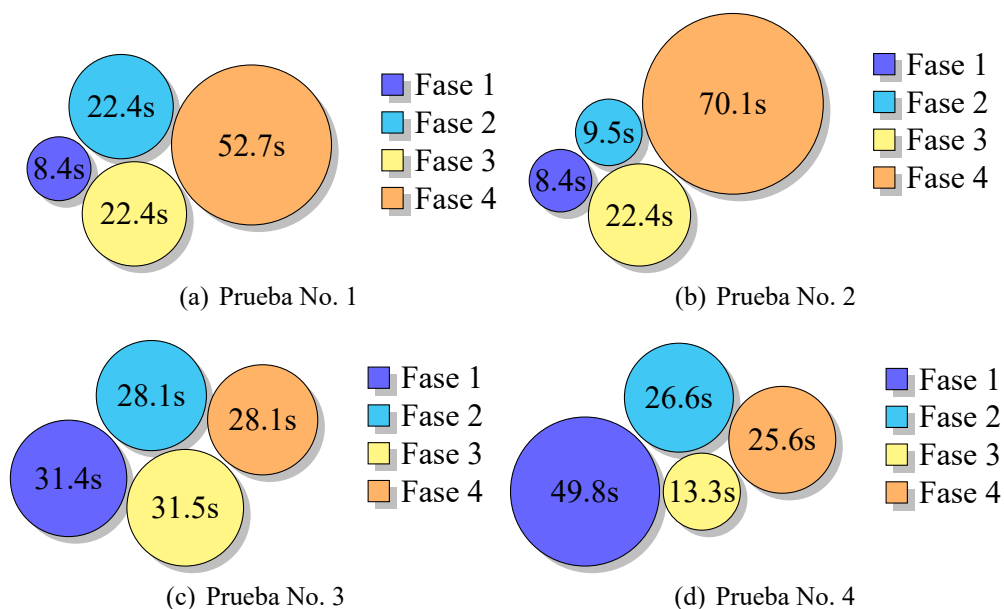 22.4s
8.4s
52.7s
22.4s
Fase 1
Fase 2
Fase 3
Fase 4
(a) Prueba No. 1
70.1s
9.5s
8.4s
22.4s
Fase 1
Fase 2
Fase 3
Fase 4
(b) Prueba No. 2
28.1s
28.1s
31.4s
31.5s
Fase 1
Fase 2
Fase 3
Fase 4
(c) Prueba No. 3
26.6s
25.6s
49.8s
13.3s
Fase 1
Fase 2
Fase 3
Fase 4
(d) Prueba No. 4